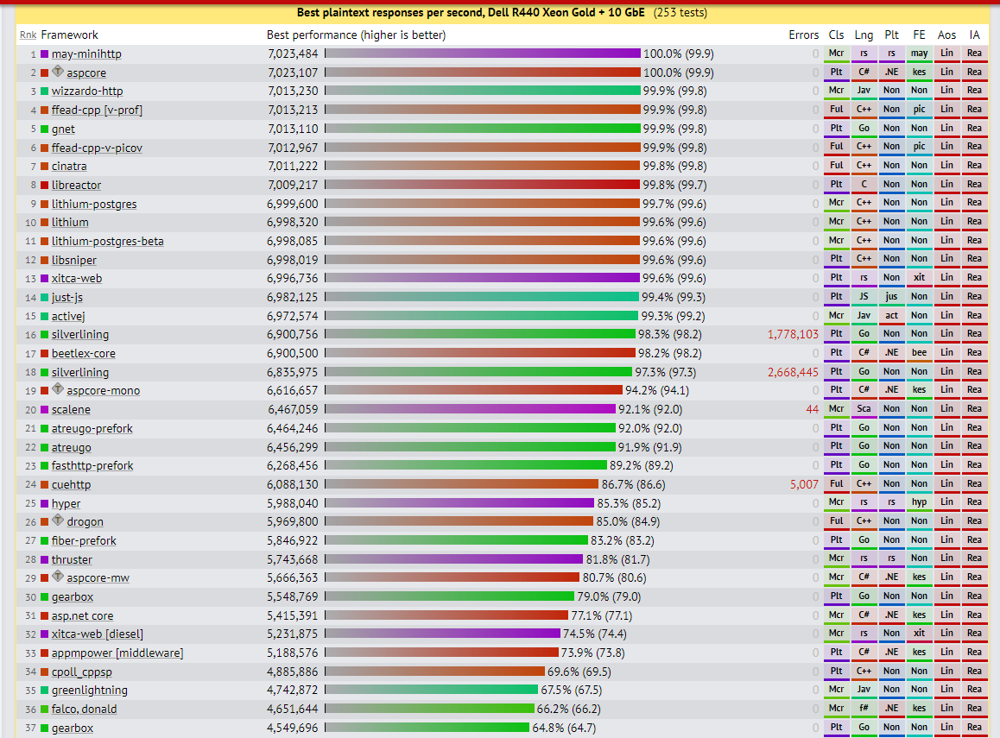 Best plaintext responses per second, Dell R440 Xeon Gold + 10 GbE (253 tests)
Rnk Framework Best performance (higher is better) Errors Cls Lng Plt FE Aos IA
1 may-minihttp 7,023,484 100.0% (99.9) 0 Mcr rs rs may Lin Rea
2 T aspcore 7,023,107 100.0% (99.9) 0 Plt C# .NE kes Lin Rea
3 wizzardo-http 7,013,230 99.9% (99.8) 0 Mcr Jav Non Non Lin Rea
4 ffead-cpp [v-prof] 7,013,213 99.9% (99.8) 0 Ful C++ Non pic Lin Rea
5 gnet 7,013,110 99.9% (99.8) 0 Plt Go Non Non Lin Rea
6 ffead-cpp-v-picov 7,012,967 99.9% (99.8) 0 Ful C++ Non pic Lin Rea
7 cinatra 7,011,222 99.8% (99.8) 0 Ful C++ Non Non Lin Rea
8 libreactor 7,009,217 99.8% (99.7) 0 Plt C Non Non Lin Rea
9 lithium-postgres 6,999,600 99.7% (99.6) 0 Mcr C++ Non Non Lin Rea
10 lithium 6,998,320 99.6% (99.6) 0 Mcr C++ Non Non Lin Rea
11 lithium-postgres-beta 6,998,085 99.6% (99.6) 0 Mcr C++ Non Non Lin Rea
12 libsniper 6,998,019 99.6% (99.6) 0 Plt C++ Non Non Lin Rea
13 xitca-web 6,996,736 99.6% (99.6) 0 Plt rs Non xit Lin Rea
14 just-js 6,982,125 99.4% (99.3) 0 Plt JS jus Non Lin Rea
15 activej 6,972,574 99.3% (99.2) 0 Mcr Jav act Non Lin Rea
16 silverlining 6,900,756 98.3% (98.2) 1,778,103 Plt Go Non Non Lin Rea
17 beetlex-core 6,900,500 98.2% (98.2) 0 Plt C# .NE bee Lin Rea
18 silverlining 6,835,975 97.3% (97.3) 2,668,445 Plt Go Non Non Lin Rea
19 T aspcore-mono 6,616,657 94.2% (94.1) 0 Plt C# .NE kes Lin Rea
20 scalene 6,467,059 92.1% (92.0) 44 Mcr Sca Non Non Lin Rea
21 atreugo-prefork 6,464,246 92.0% (92.0) 0 Plt Go Non Non Lin Rea
22 atreugo 6,456,299 91.9% (91.9) 0 Plt Go Non Non Lin Rea
23 fasthttp-prefork 6,268,456 89.2% (89.2) 0 Plt Go Non Non Lin Rea
24 cuehttp 6,088,130 86.7% (86.6) 5,007 Ful C++ Non Non Lin Rea
25 hyper 5,988,040 85.3% (85.2) 0 Mcr rs rs hyp Lin Rea
26 T drogon 5,969,800 85.0% (84.9) 0 Ful C++ Non Non Lin Rea
27 fiber-prefork 5,846,922 83.2% (83.2) 0 Plt Go Non Non Lin Rea
28 thruster 5,743,668 81.8% (81.7) 0 Mcr rs rs Non Lin Rea
29 T aspcore-mw 5,666,363 80.7% (80.6) 0 Mcr C# .NE kes Lin Rea
30 gearbox 5,548,769 79.0% (79.0) 0 Plt Go Non Non Lin Rea
31 asp.net core 5,415,391 77.1% (77.1) 0 Mcr C# .NE kes Lin Rea
32 xitca-web [diesel] 5,231,875 74.5% (74.4) 0 Mcr rs Non xit Lin Rea
33 appmpower [middleware] 5,188,576 73.9% (73.8) 0 Plt C# .NE kes Lin Rea
34 cpoll_cppsp 4,885,886 69.6% (69.5) 0 Plt C++ Non Non Lin Rea
35 greenlightning 4,742,872 67.5% (67.5) 0 Mcr Jav Non Non Lin Rea
36 falco, donald 4,651,644 66.2% (66.2) 0 Mcr f# .NE kes Lin Rea
37 gearbox 4,549,696 64.8% (64.7) 0 Plt Go Non Non Lin Rea